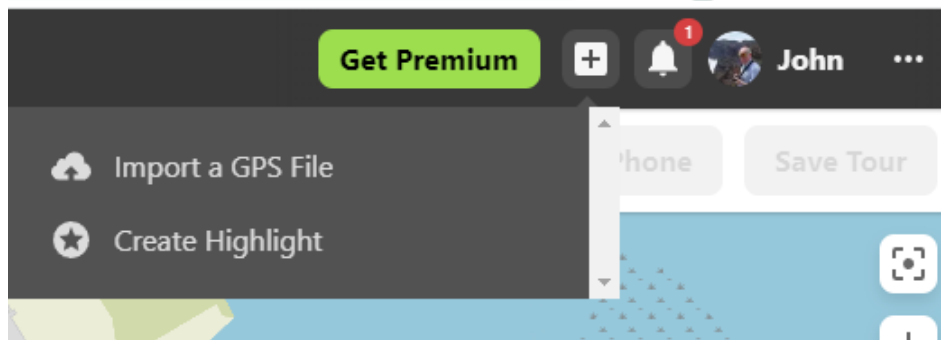 Get Premium 1 John
Import a GPS File
Save Tour
Create Highlight